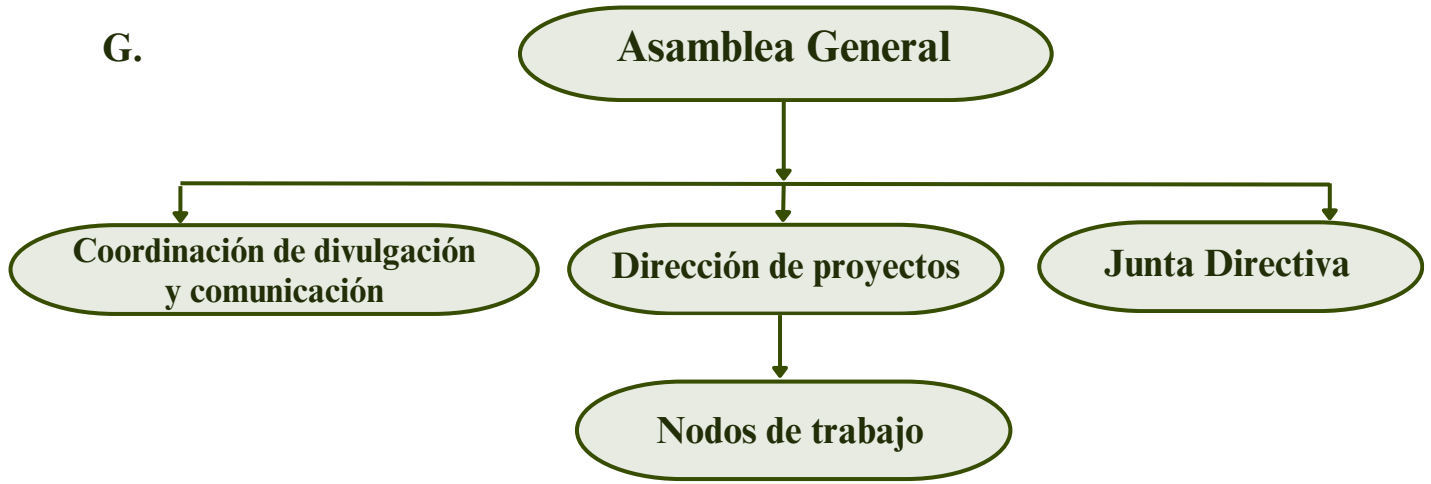 G.
Asamblea General
Coordinación de divulgación
y comunicación
Dirección de proyectos
Junta Directiva
Nodos de trabajo